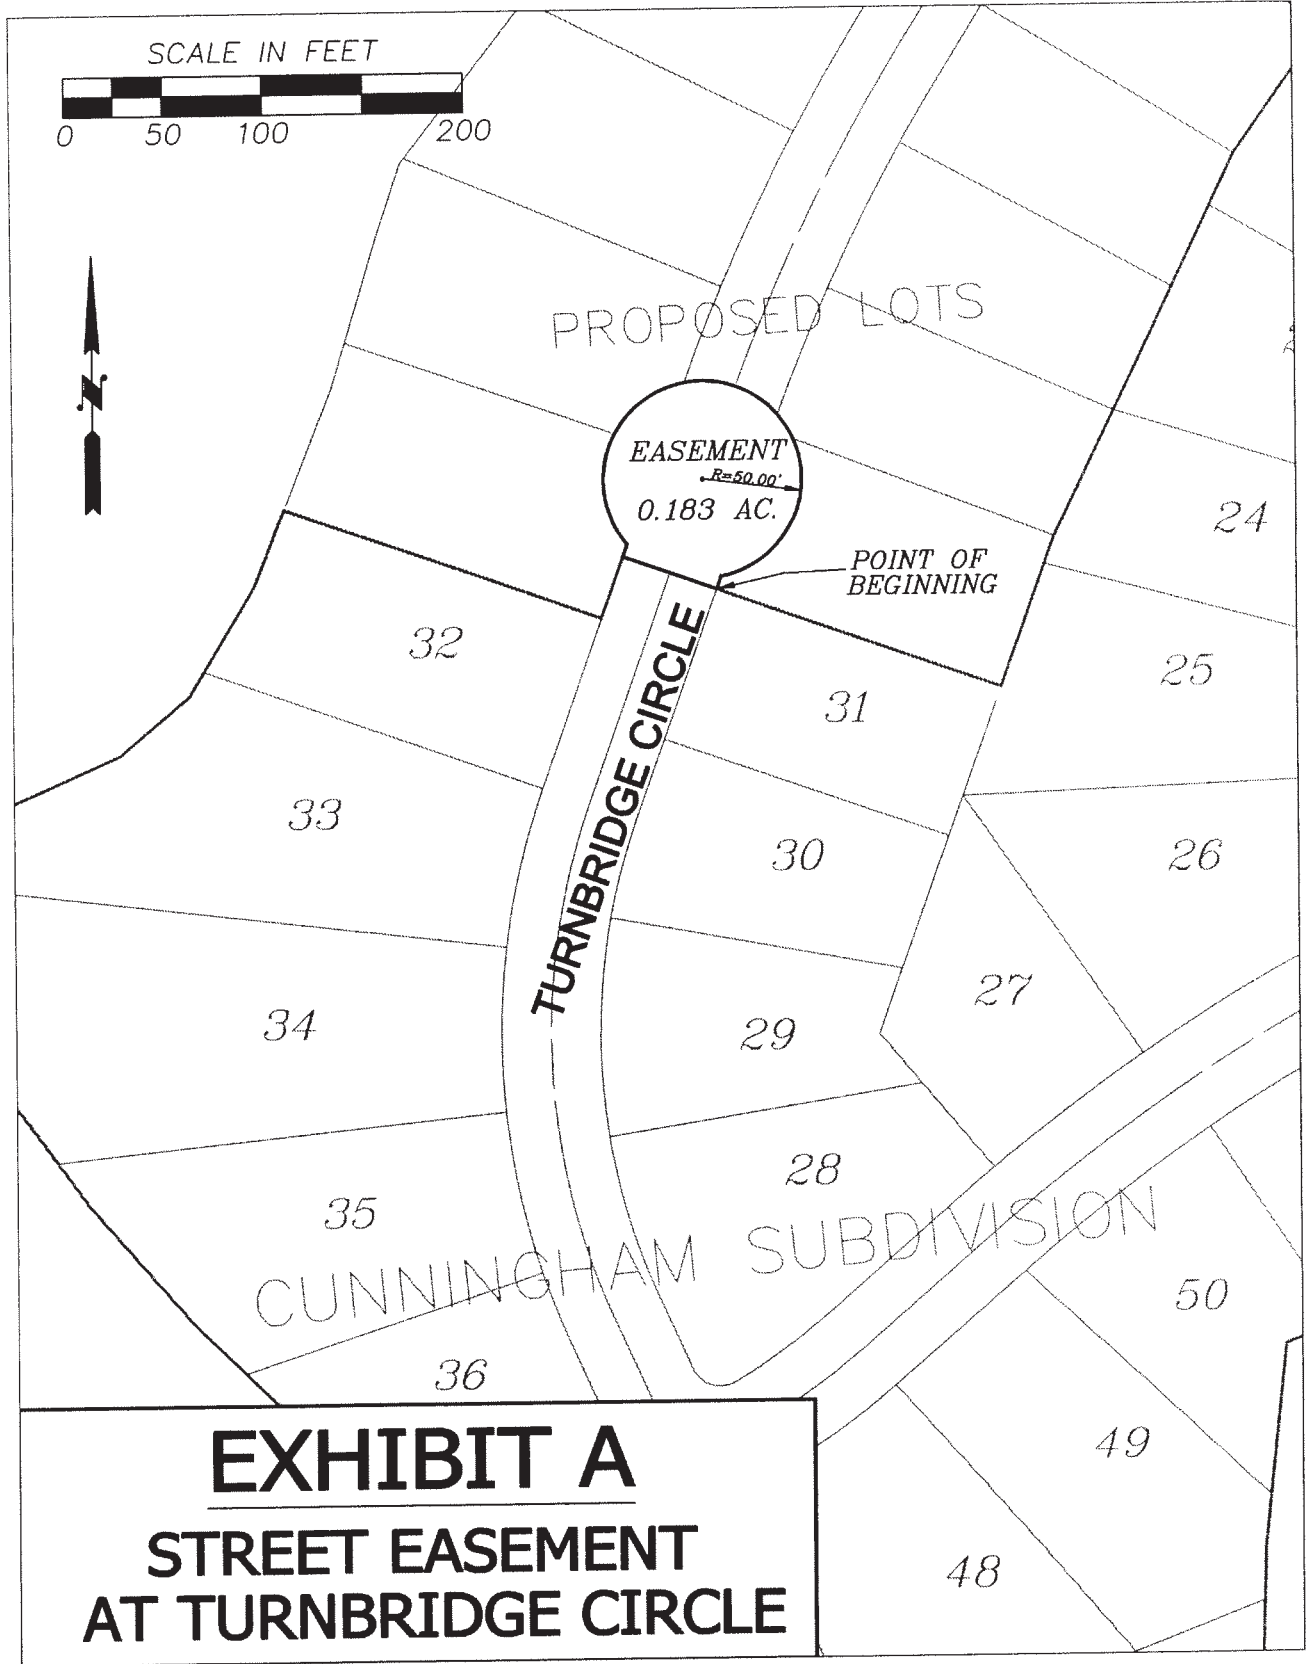 SCALE IN FEET
0 50 100 200
N
PROPOSED LOTS
EASEMENT
R=50.00'
0.183 AC.
POINT OF
BEGINNING
24
25
32
31
TURNBRIDGE CIRCLE
33
30
26
27
34
29
28
35
CUNNINGHAM SUBDIVISION
50
36
49
48
EXHIBIT A
STREET EASEMENT
AT TURNBRIDGE CIRCLE